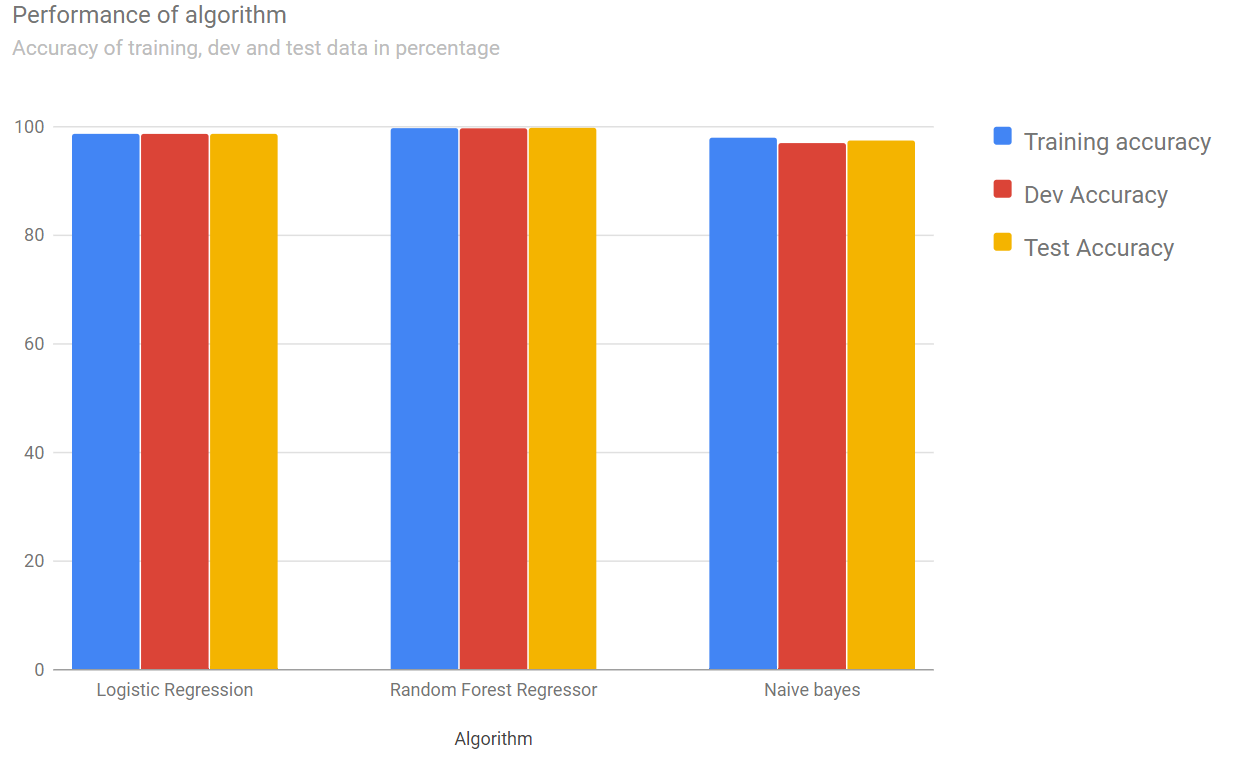 Performance of algorithm
Accuracy of training, dev and test data in percentage
100
80
60
40
20
0
Logistic Regression
Random Forest Regressor
Naive bayes
Algorithm
Training accuracy
Dev Accuracy
Test Accuracy